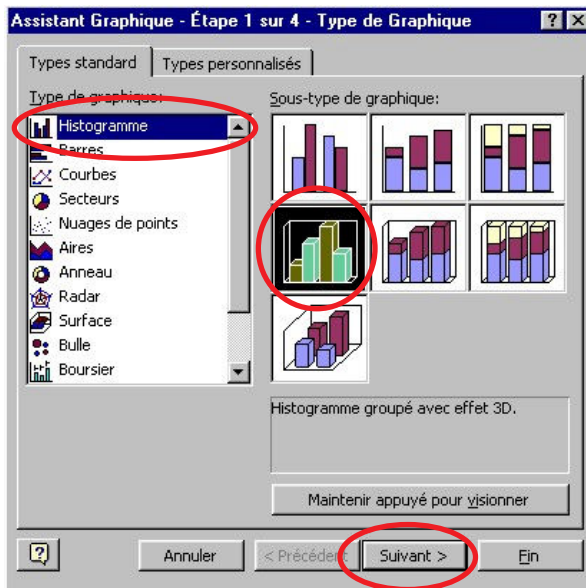 Assistant Graphique - Étape 1 sur 4 - Type de Graphique
Types standard
Types personnalisés
Type de graphique:
Sous-type de graphique:
Histogramme
Barres
Courbes
Secteurs
Nuages de points
Aires
Anneau
Radar
Surface
Bulle
Boursier
Histogramme groupé avec effet 3D.
Maintenir appuyé pour visionner
Annuler
< Précédent
Suivant >
Fin